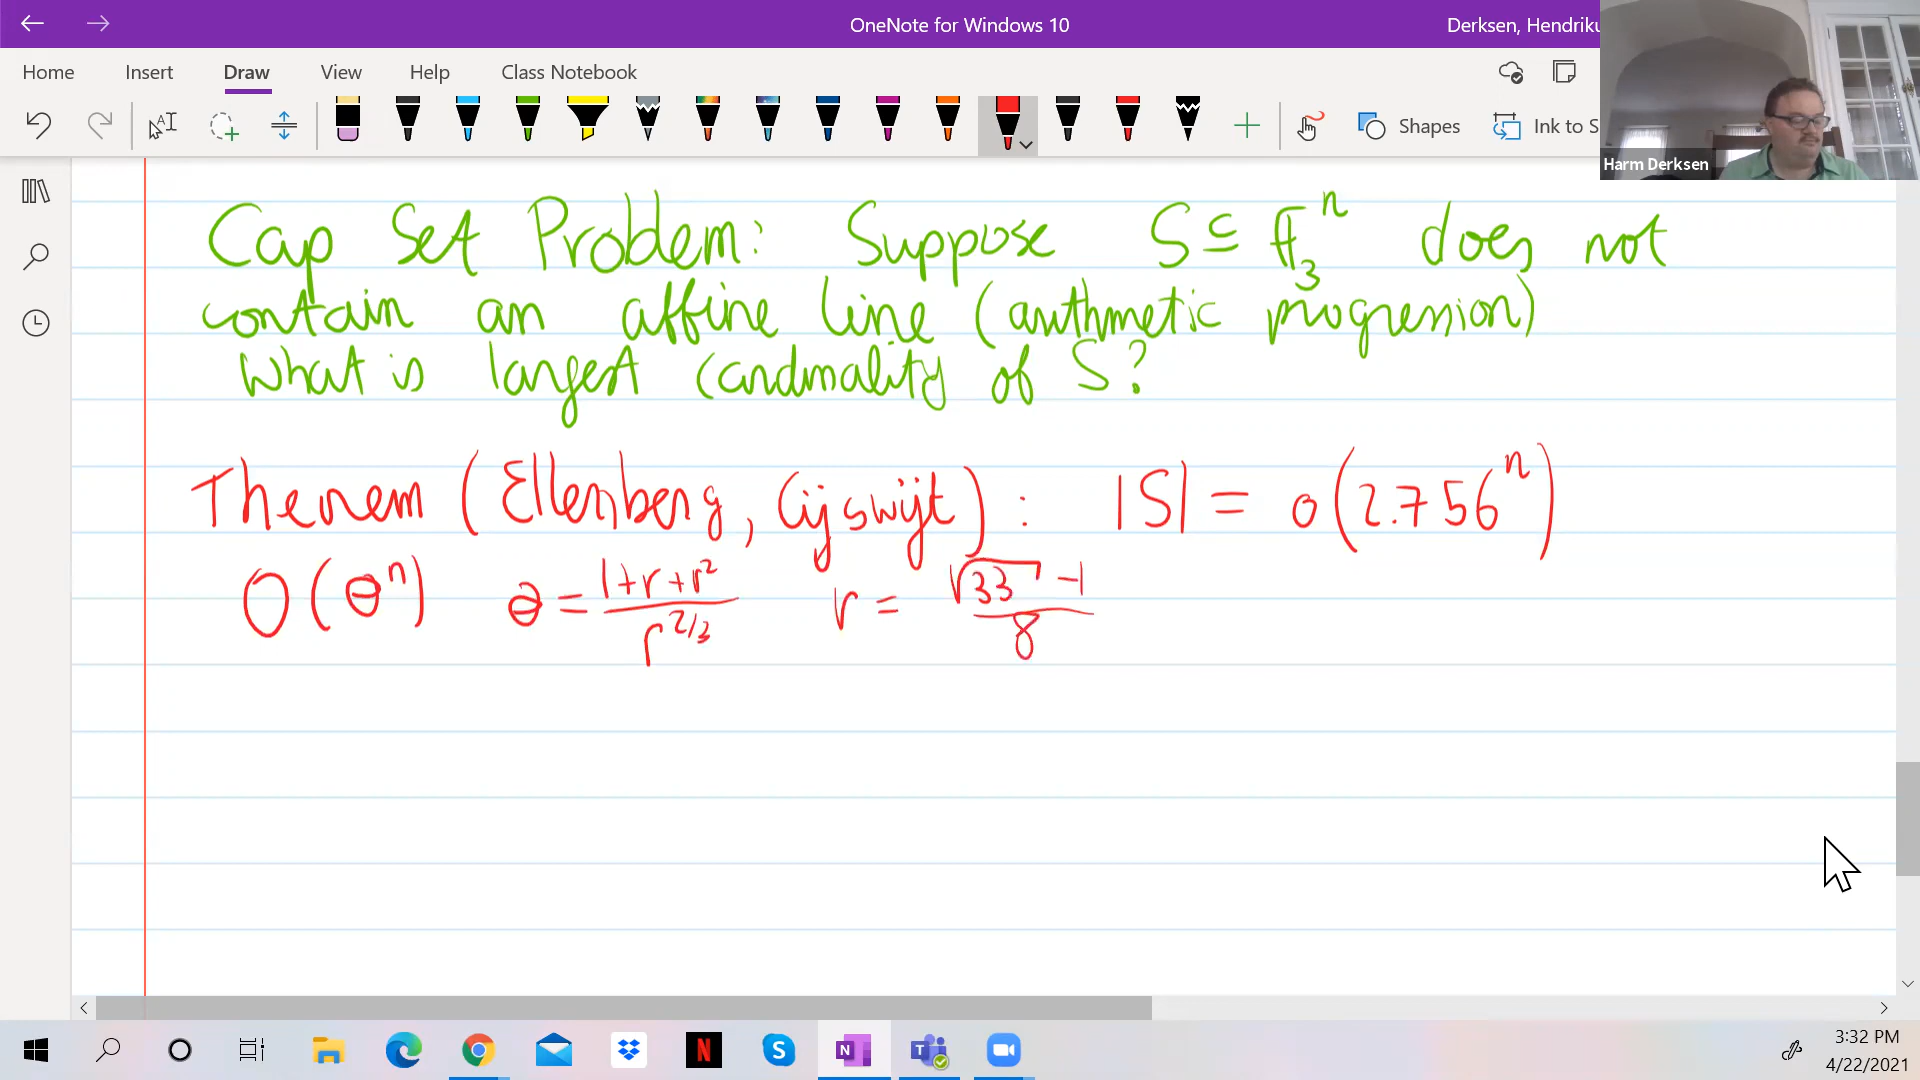 OneNote for Windows 10
Derksen, Hendriku
Home Insert Draw View Help Class Notebook
Shapes
Ink to S
Harm Derksen
Cap Set Problem: Suppose S ⊆ 𝔽₃ⁿ does not
contain an affine line (arithmetic progression)
What is largest cardinality of S?
Theorem (Ellenberg, Gijswijt): |S| = o(2.756ⁿ)
O(θⁿ) θ = (1+r+r²)/r^(2/3) r = (√33 −1)/8
3:32 PM
4/22/2021